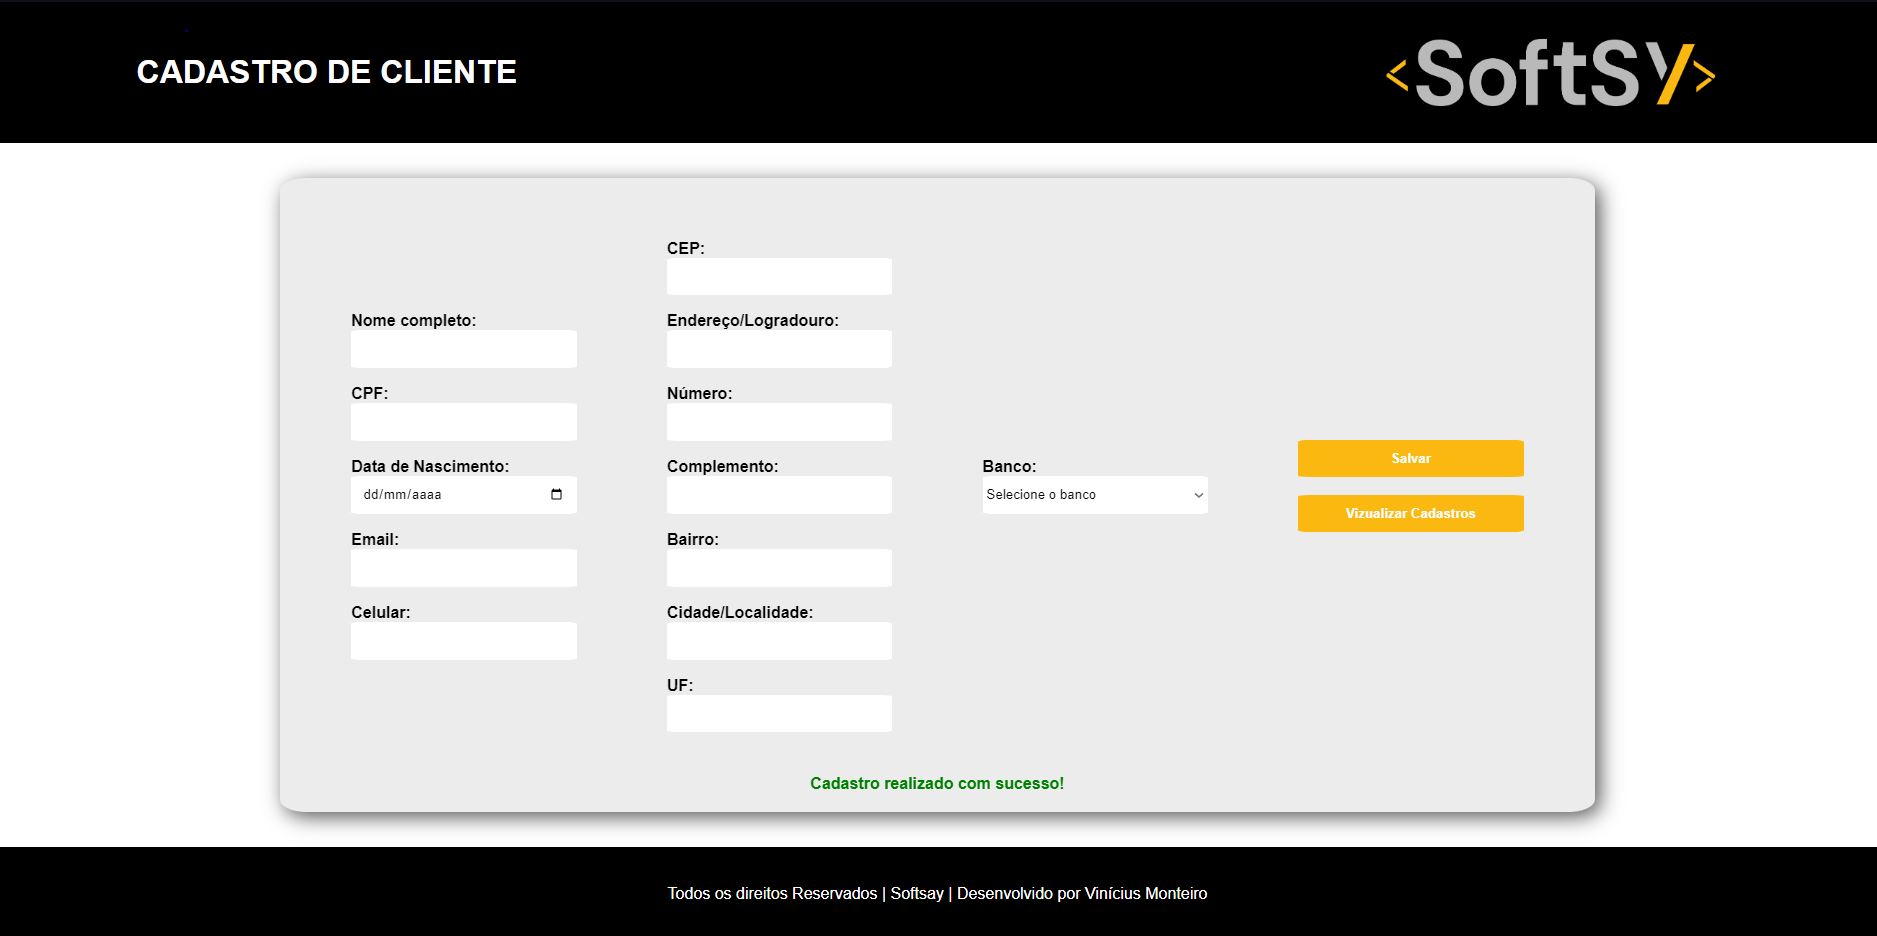 CADASTRO DE CLIENTE
<SoftSY>
Nome completo:
CPF:
Data de Nascimento:
dd/mm/aaaa
Email:
Celular:
CEP:
Endereço/Logradouro:
Número:
Complemento:
Bairro:
Cidade/Localidade:
UF:
Banco:
Selecione o banco
Salvar
Vizualizar Cadastros
Cadastro realizado com sucesso!
Todos os direitos Reservados | Softsay | Desenvolvido por Vinícius Monteiro